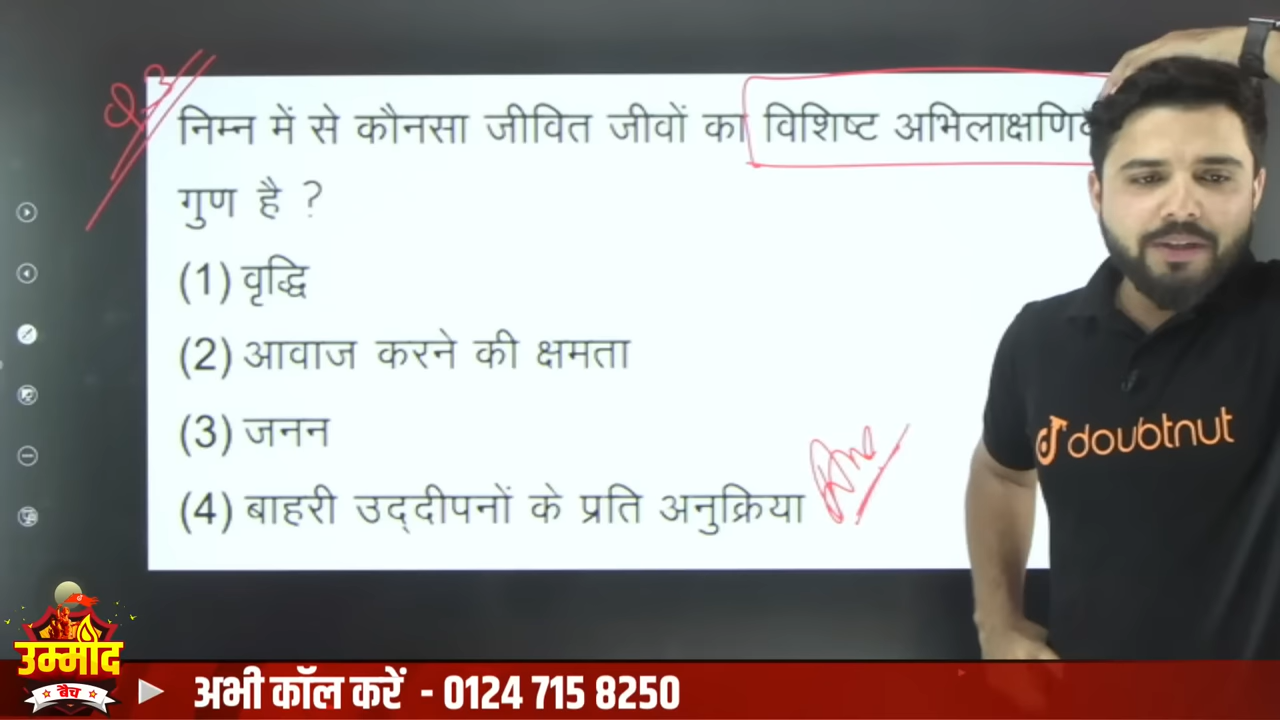 निम्न में से कौनसा जीवित जीवों का विशिष्ट अभिलाक्षणिक
गुण है ?
(1) वृद्धि
(2) आवाज करने की क्षमता
(3) जनन
(4) बाहरी उद्दीपनों के प्रति अनुक्रिया
Ans
doubtnut
उम्मीद
बैच
अभी कॉल करें - 0124 715 8250